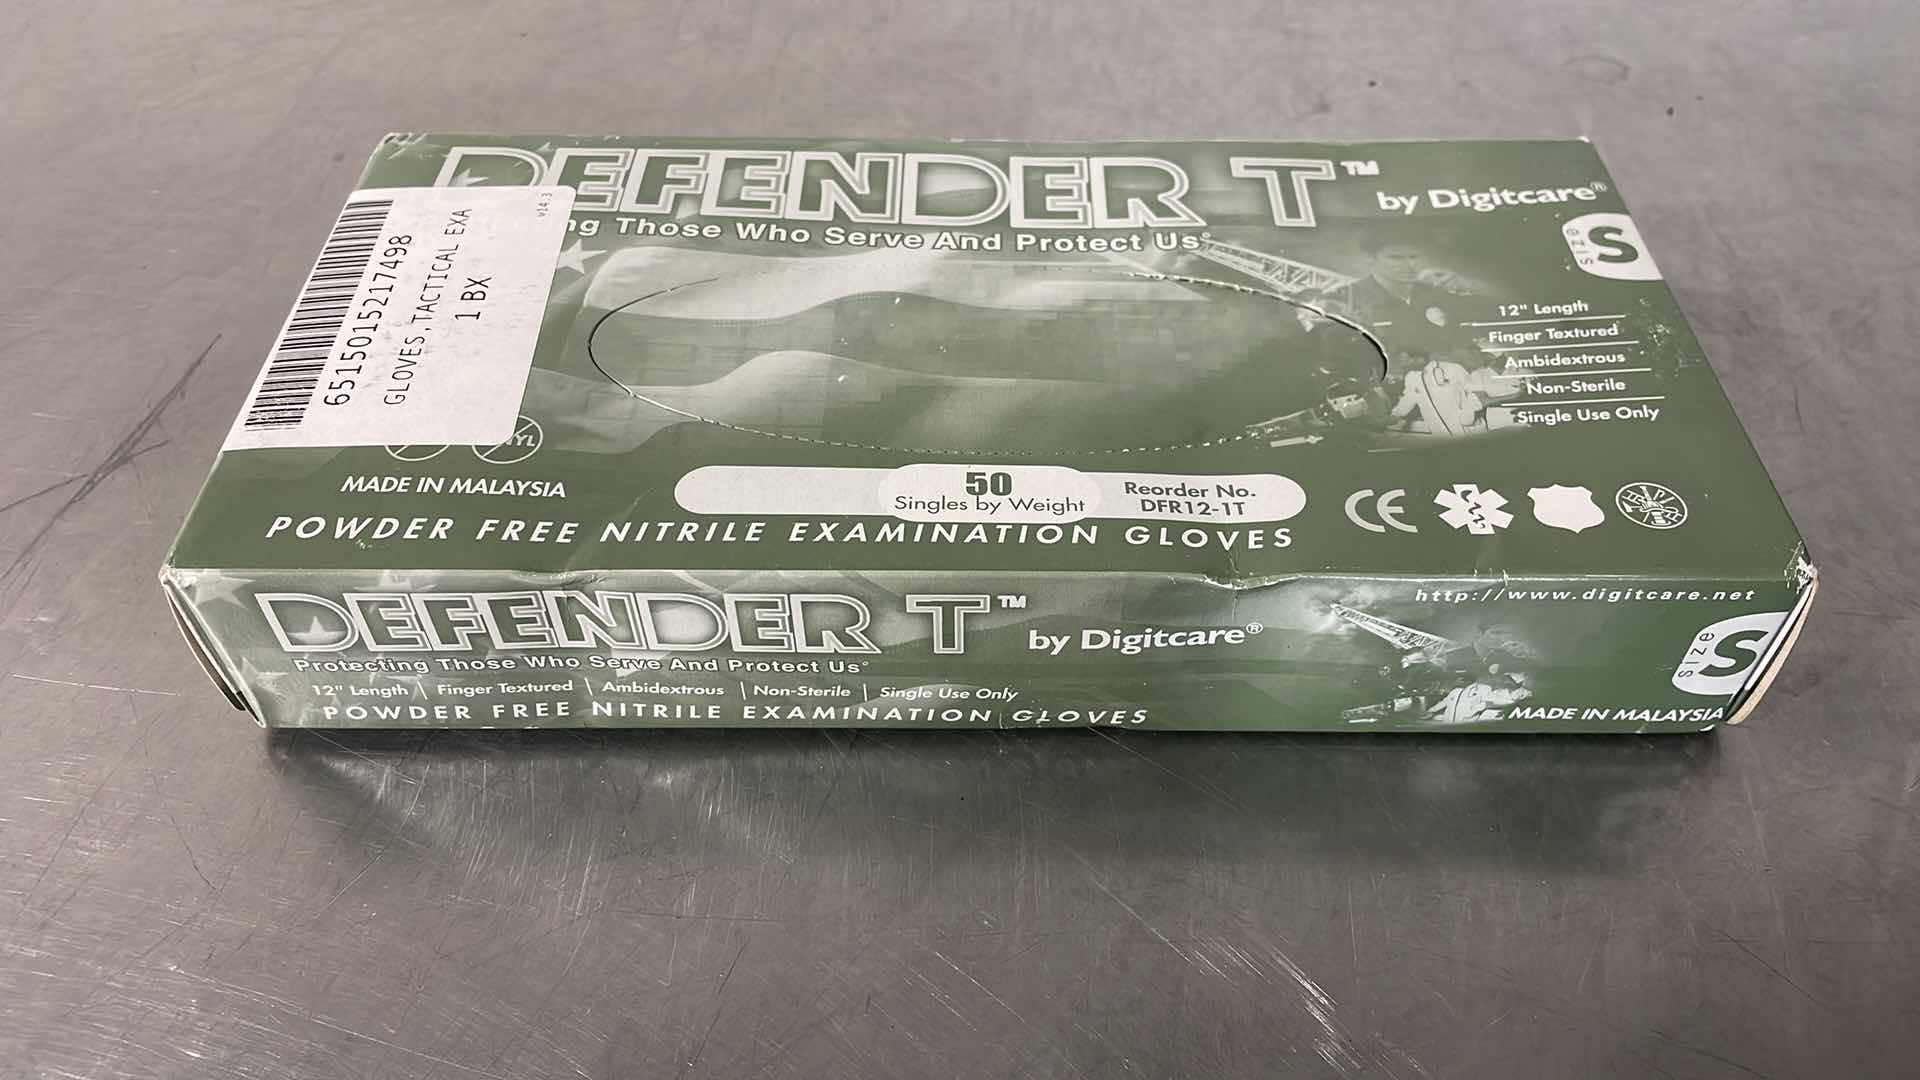 DEFENDER T™
by Digitcare®
Those Who Serve And Protect Us®
size S
v14.3
6515015217498
GLOVES,TACTICAL EXA
1 BX
12" Length
Finger Textured
Ambidextrous
Non-Sterile
Single Use Only
MADE IN MALAYSIA
50
Singles by Weight
Reorder No.
DFR12-1T
CE
POWDER FREE NITRILE EXAMINATION GLOVES
http://www.digitcare.net
DEFENDER T™
by Digitcare®
size S
Protecting Those Who Serve And Protect Us®
12" Length | Finger Textured | Ambidextrous | Non-Sterile | Single Use Only
POWDER FREE NITRILE EXAMINATION GLOVES
MADE IN MALAYSIA